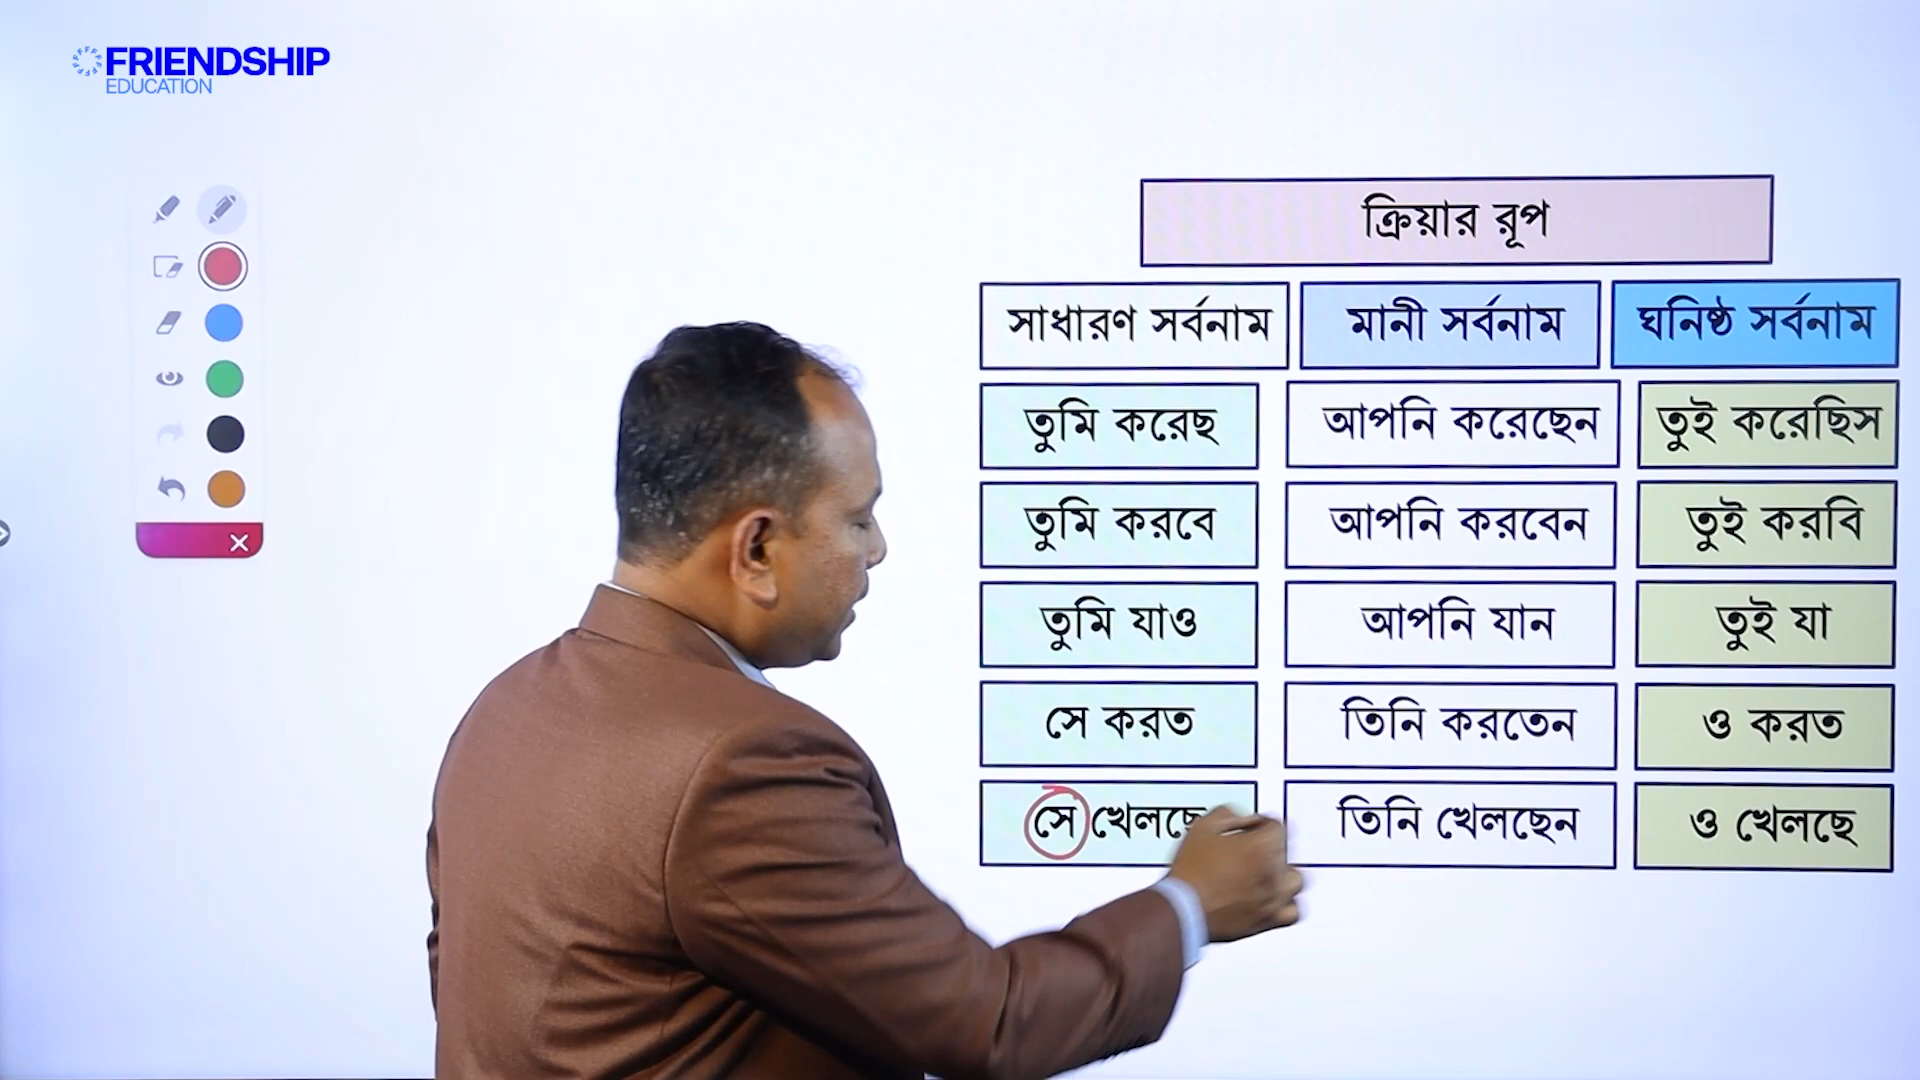 FRIENDSHIP
EDUCATION
ক্রিয়ার রূপ
সাধারণ সর্বনাম মানী সর্বনাম ঘনিষ্ঠ সর্বনাম
তুমি করেছ আপনি করেছেন তুই করেছিস
তুমি করবে আপনি করবেন তুই করবি
তুমি যাও আপনি যান তুই যা
সে করত তিনি করতেন ও করত
সে খেলছে তিনি খেলছেন ও খেলছে